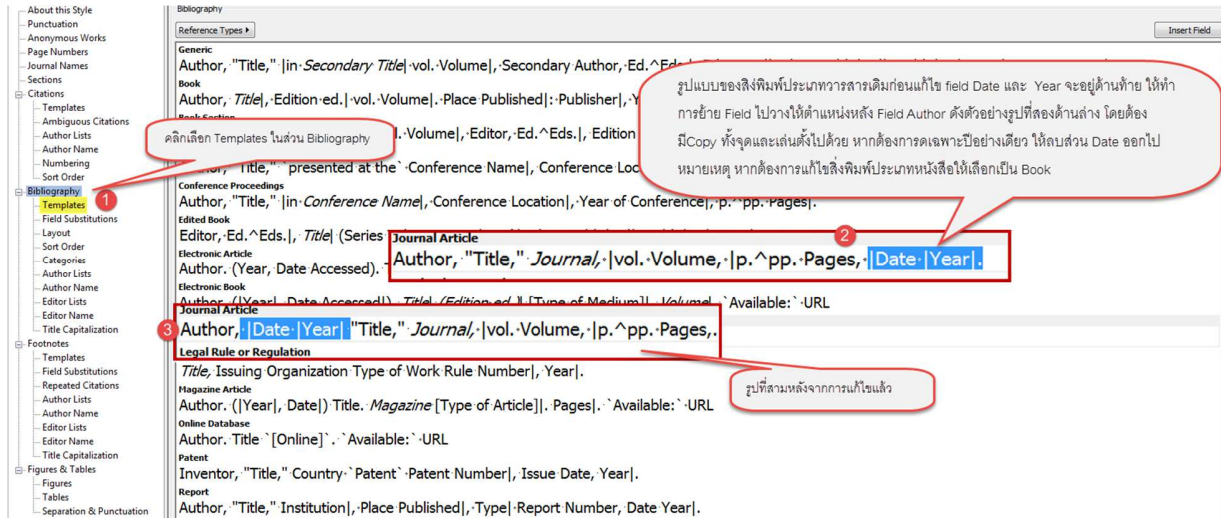 About this Style
Punctuation
Anonymous Works
Page Numbers
Journal Names
Sections
Citations
Templates
Ambiguous Citations
Author Lists
Author Name
Numbering
Sort Order
Bibliography
Templates
Field Substitutions
Layout
Sort Order
Categories
Author Lists
Author Name
Editor Lists
Editor Name
Title Capitalization
Footnotes
Templates
Field Substitutions
Repeated Citations
Author Lists
Author Name
Editor Lists
Editor Name
Title Capitalization
Figures & Tables
Figures
Tables
Separation & Punctuation
1
คลิกเลือก Templates ในส่วน Bibliography
Bibliography
Reference Types
Insert Field
Generic
Author,·"Title,"·|in·Secondary·Title|·vol.·Volume|,·Secondary·Author,·Ed.^Eds.
Book
Author,·Title|,·Edition·ed.|·vol.·Volume|.·Place·Published|:·Publisher|,·Y
Book Section
·Volume|,·Editor,·Ed.^Eds.|,·Edition
"Title,"·`presented·at·the`·Conference·Name|,·Conference·Loc
Conference Proceedings
Author,·"Title,"·|in·Conference·Name|,·Conference·Location|,·Year·of·Conference|,·p.^pp.·Pages|.
Edited Book
Editor,·Ed.^Eds.|,·Title|·(Series
Electronic Article
Author.·(Year,·Date·Accessed).
Electronic Book
Author.·(|Year|,·Date·Accessed|).·Title|·(Edition·ed.)|·[Type·of·Medium]|.·Volume|.·`Available:`·URL
รูปแบบของสิ่งพิมพ์ประเภทวารสารเดิมก่อนแก้ไข field Date และ Year จะอยู่ด้านท้าย ให้ทำ
การย้าย Field ไปวางให้ตำแหน่งหลัง Field Author ดังตัวอย่างรูปที่สองด้านล่าง โดยต้อง
มีCopy ทั้งจุดและเส้นตั้งไปด้วย หากต้องการดเฉพาะปีอย่างเดียว ให้ลบส่วน Date ออกไป
หมายเหตุ หากต้องการแก้ไขสิ่งพิมพ์ประเภทหนังสือให้เลือกเป็น Book
2
Journal Article
Author,·"Title,"·Journal,·|vol.·Volume,·|p.^pp.·Pages,·|Date·|Year|.
3
Journal Article
Author,·|Date·|Year|·"Title,"·Journal,·|vol.·Volume,·|p.^pp.·Pages,.
Legal Rule or Regulation
Title,·Issuing·Organization·Type·of·Work·Rule·Number|,·Year|.
Magazine Article
Author.·(|Year|,·Date|)·Title.·Magazine·[Type·of·Article]|.·Pages|.·`Available:`·URL
รูปที่สามหลังจากการแก้ไขแล้ว
Online Database
Author.·Title·`[Online]`.·`Available:`·URL
Patent
Inventor,·"Title,"·Country·`Patent`·Patent·Number|,·Issue·Date,·Year|.
Report
Author,·"Title,"·Institution|,·Place·Published|,·Type|·Report·Number,·Date·Year|.